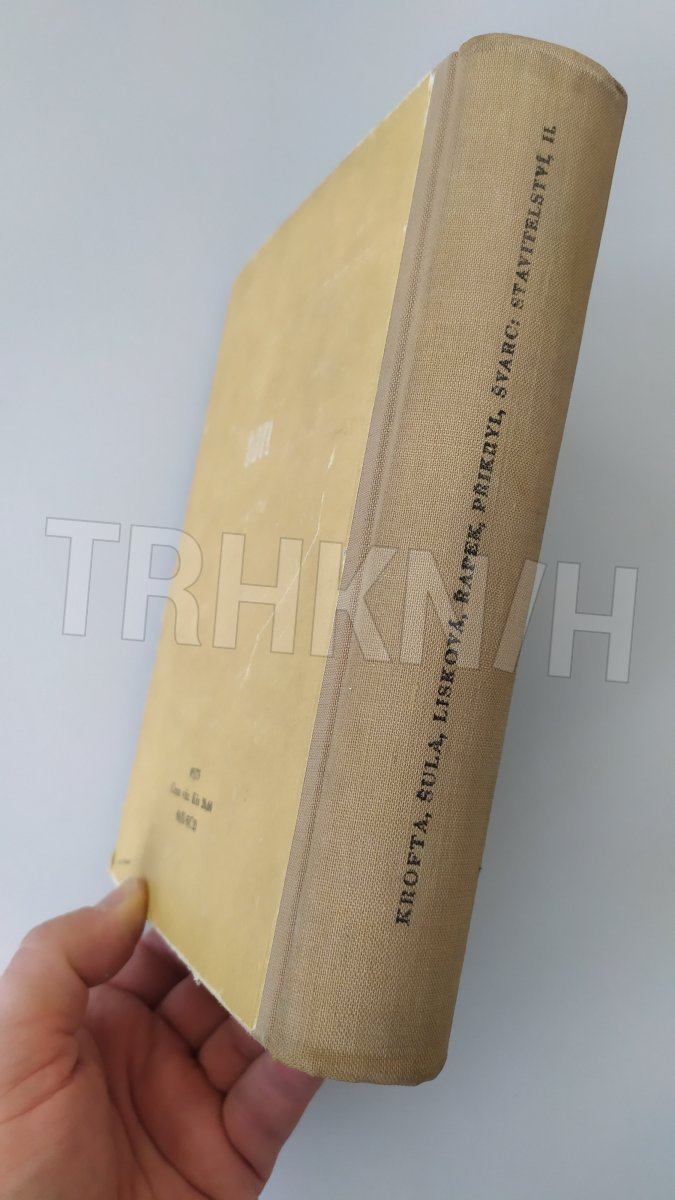 KROFTA, ŠULA, LISKOVÁ, ŘAPEK, PŘIKRYL, ŠVARC: STAVITELSTVÍ, II.
TRHKNIH